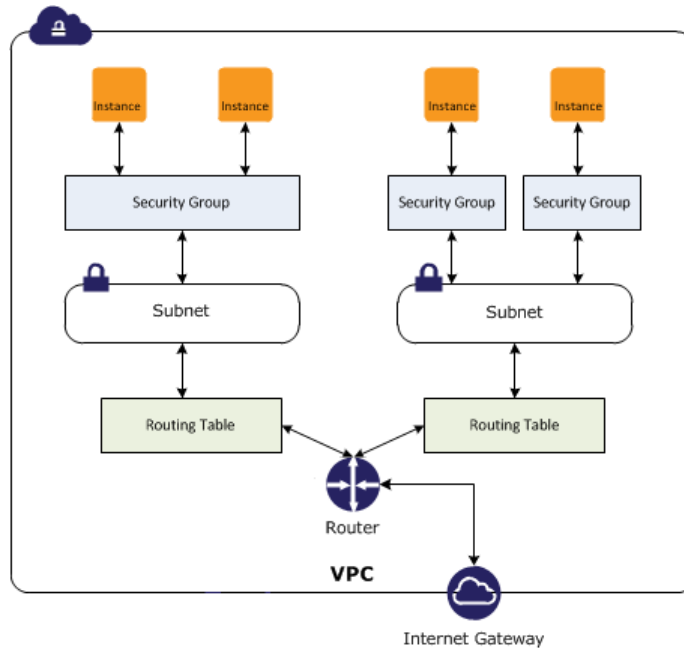 Instance
Instance
Instance
Instance
Security Group
Security Group
Security Group
Subnet
Subnet
Routing Table
Routing Table
Router
VPC
Internet Gateway